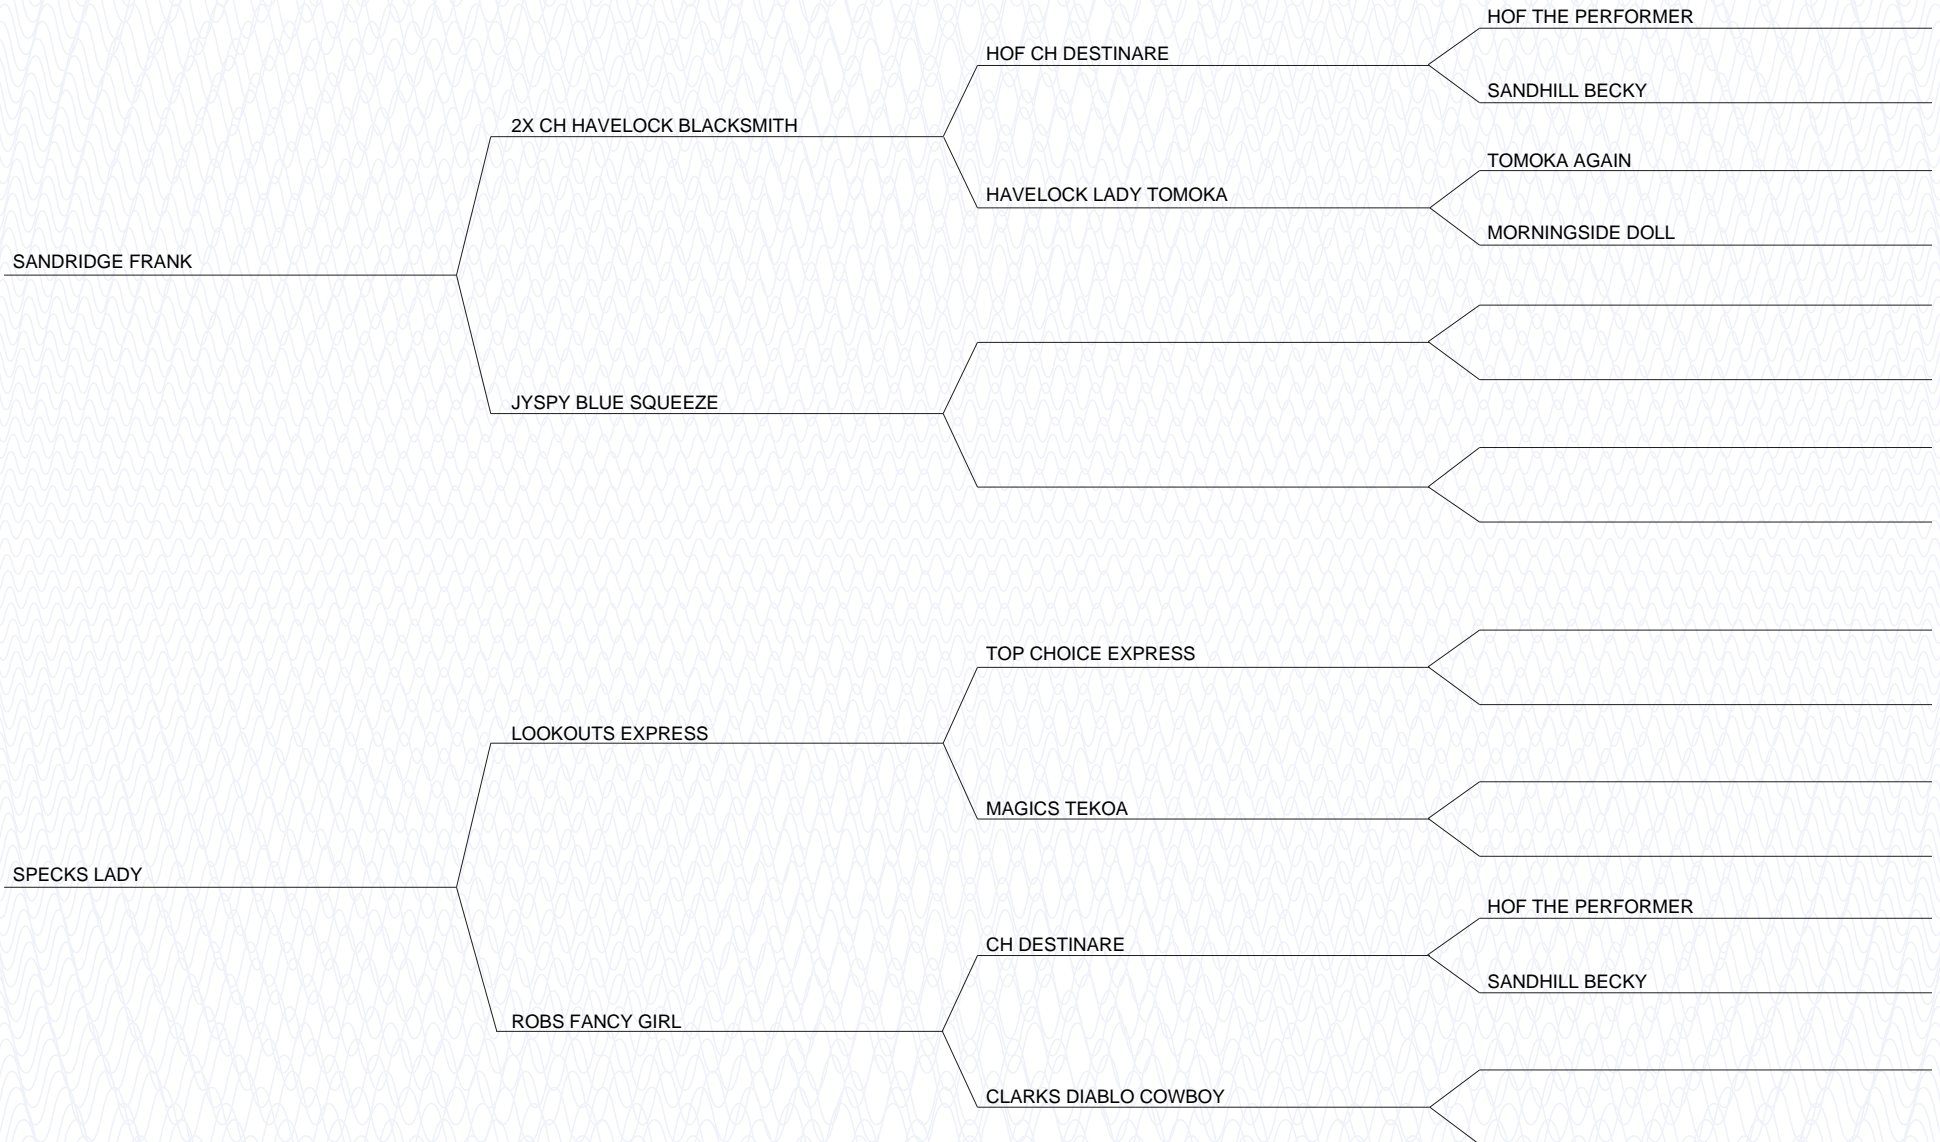 HOF THE PERFORMER
HOF CH DESTINARE
SANDHILL BECKY
2X CH HAVELOCK BLACKSMITH
TOMOKA AGAIN
HAVELOCK LADY TOMOKA
MORNINGSIDE DOLL
SANDRIDGE FRANK
JYSPY BLUE SQUEEZE
TOP CHOICE EXPRESS
LOOKOUTS EXPRESS
MAGICS TEKOA
SPECKS LADY
HOF THE PERFORMER
CH DESTINARE
SANDHILL BECKY
ROBS FANCY GIRL
CLARKS DIABLO COWBOY